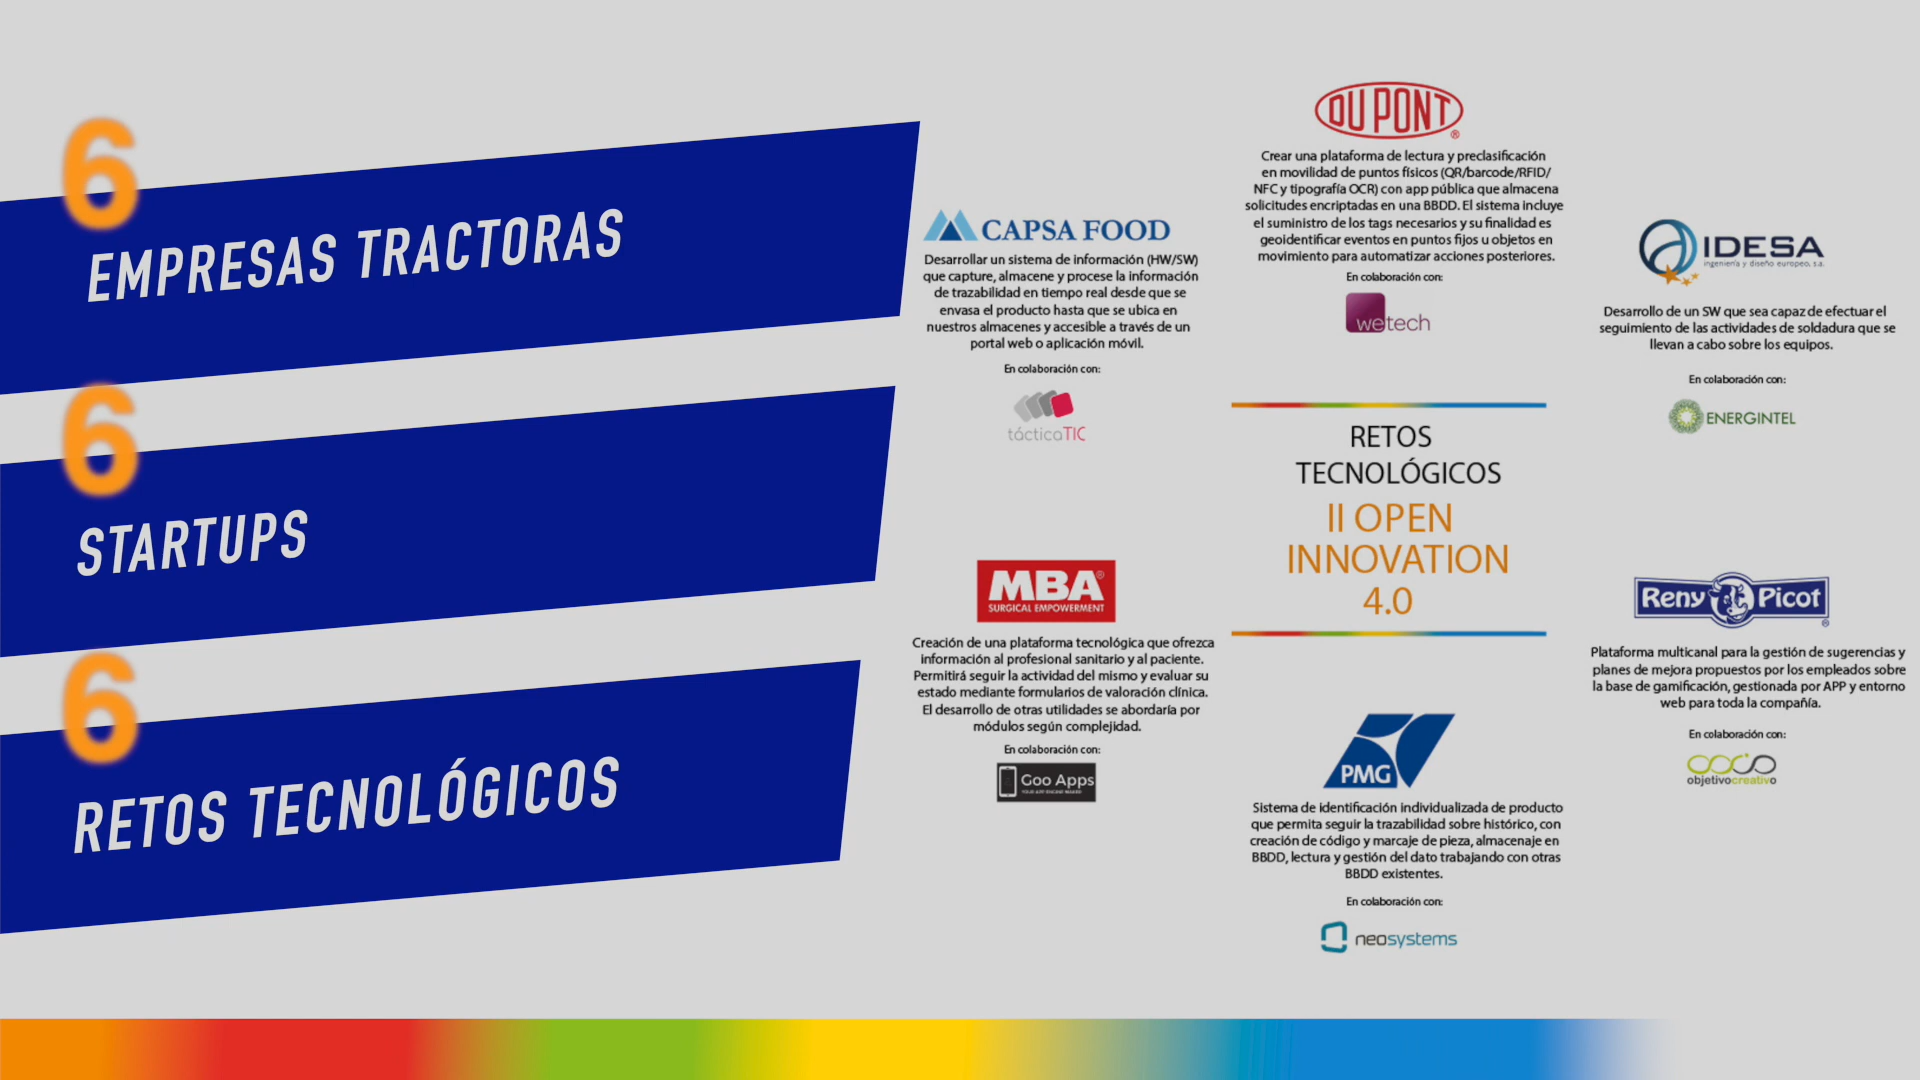 6
EMPRESAS TRACTORAS
6
STARTUPS
6
RETOS TECNOLÓGICOS
CAPSA FOOD
Desarrollar un sistema de información (HW/SW)
que capture, almacene y procese la información
de trazabilidad en tiempo real desde que se
envasa el producto hasta que se ubica en
nuestros almacenes y accesible a través de un
portal web o aplicación móvil.
En colaboración con:
tácticaTIC
DU PONT®
Crear una plataforma de lectura y preclasificación
en movilidad de puntos físicos (QR/barcode/RFID/
NFC y tipografía OCR) con app pública que almacena
solicitudes encriptadas en una BBDD. El sistema incluye
el suministro de los tags necesarios y su finalidad es
geoidentificar eventos en puntos fijos u objetos en
movimiento para automatizar acciones posteriores.
En colaboración con:
wetech
IDESA
ingeniería y diseño europeo, s.a.
Desarrollo de un SW que sea capaz de efectuar el
seguimiento de las actividades de soldadura que se
llevan a cabo sobre los equipos.
En colaboración con:
ENERGINTEL
RETOS
TECNOLÓGICOS
II OPEN
INNOVATION
4.0
MBA®
SURGICAL EMPOWERMENT
Creación de una plataforma tecnológica que ofrezca
información al profesional sanitario y al paciente.
Permitirá seguir la actividad del mismo y evaluar su
estado mediante formularios de valoración clínica.
El desarrollo de otras utilidades se abordaría por
módulos según complejidad.
En colaboración con:
Goo Apps
PMG
Sistema de identificación individualizada de producto
que permita seguir la trazabilidad sobre histórico, con
creación de código y marcaje de pieza, almacenaje en
BBDD, lectura y gestión del dato trabajando con otras
BBDD existentes.
En colaboración con:
neosystems
Reny Picot®
Plataforma multicanal para la gestión de sugerencias y
planes de mejora propuestos por los empleados sobre
la base de gamificación, gestionada por APP y entorno
web para toda la compañía.
En colaboración con:
objetivocreativo